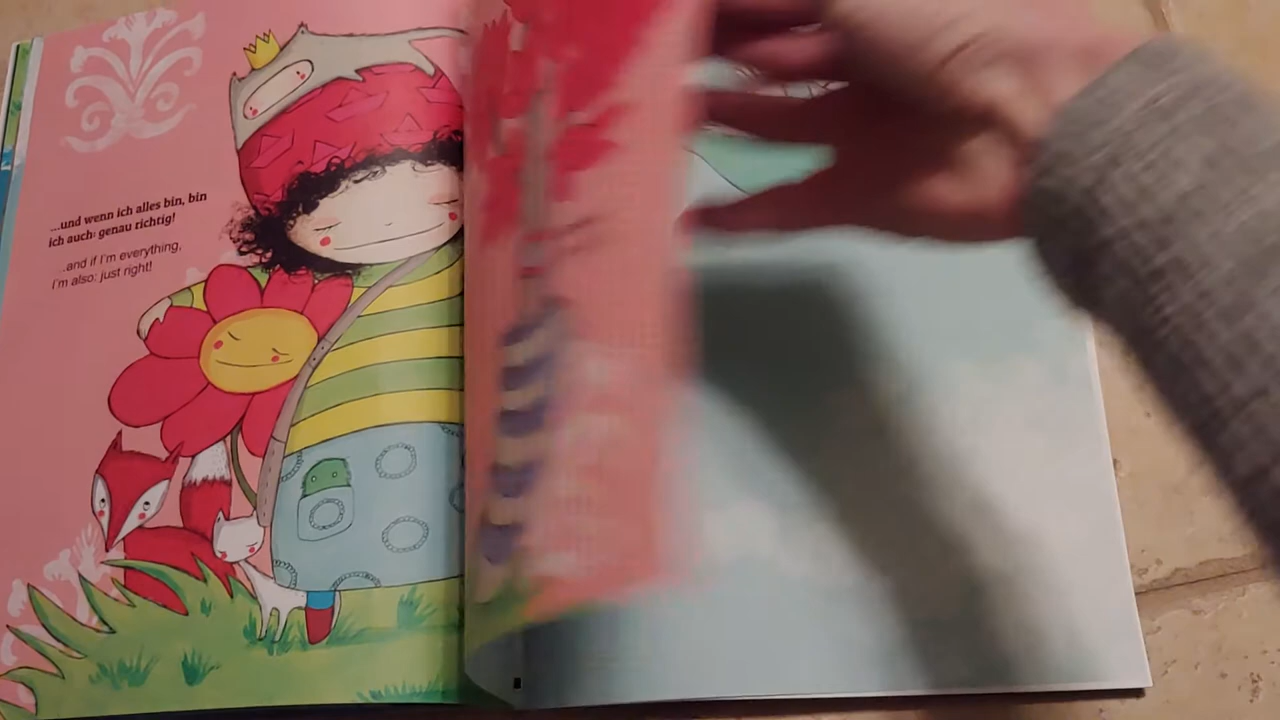 ...und wenn ich alles bin, bin
ich auch: genau richtig!
...and if I'm everything,
I'm also: just right!